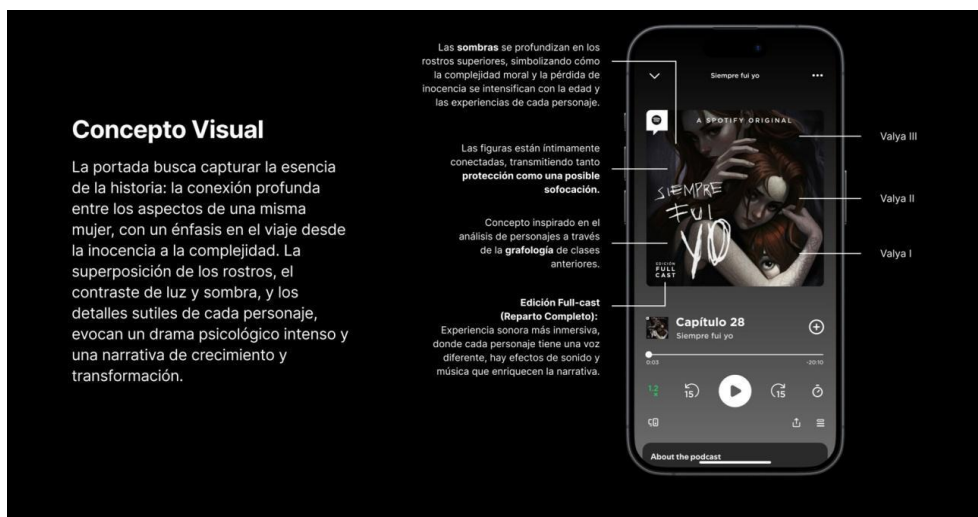 Concepto Visual
La portada busca capturar la esencia
de la historia: la conexión profunda
entre los aspectos de una misma
mujer, con un énfasis en el viaje desde
la inocencia a la complejidad. La
superposición de los rostros, el
contraste de luz y sombra, y los
detalles sutiles de cada personaje,
evocan un drama psicológico intenso y
una narrativa de crecimiento y
transformación.
Las sombras se profundizan en los
rostros superiores, simbolizando cómo
la complejidad moral y la pérdida de
inocencia se intensifican con la edad y
las experiencias de cada personaje.
Las figuras están íntimamente
conectadas, transmitiendo tanto
protección como una posible
sofocación.
Concepto inspirado en el
análisis de personajes a través
de la grafología de clases
anteriores.
Edición Full-cast
(Reparto Completo):
Experiencia sonora más inmersiva,
donde cada personaje tiene una voz
diferente, hay efectos de sonido y
música que enriquecen la narrativa.
Siempre fui yo
A SPOTIFY ORIGINAL
SIEMPRE
FUI
YO
EDICIÓN
FULL
CAST
Capítulo 28
Siempre fui yo
0:03
-20:10
1.2x
15
15
About the podcast
Valya III
Valya II
Valya I